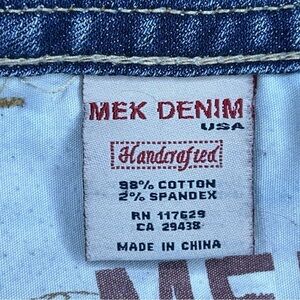 MEK DENIM
USA
Handcrafted
98% COTTON
2% SPANDEX
RN 117629
CA 29438
MADE IN CHINA